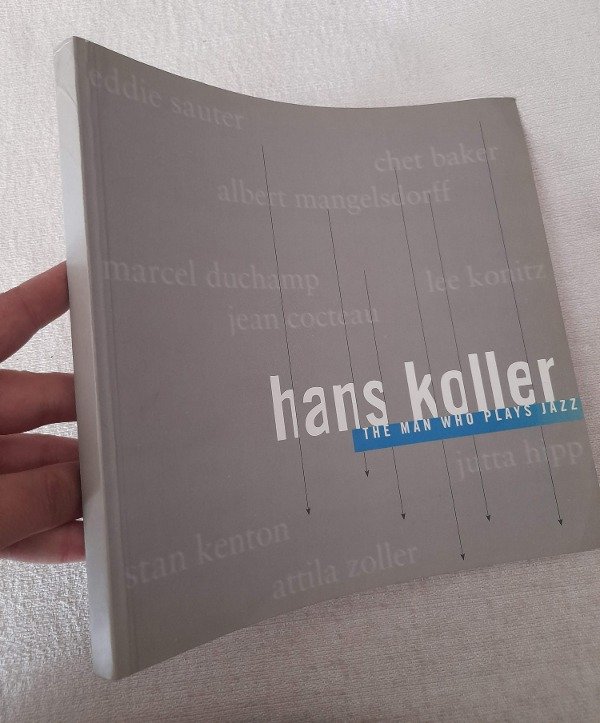 eddie sauter
chet baker
albert mangelsdorff
marcel duchamp
lee konitz
jean cocteau
hans koller
THE MAN WHO PLAYS JAZZ
jutta hipp
stan kenton
attila zoller